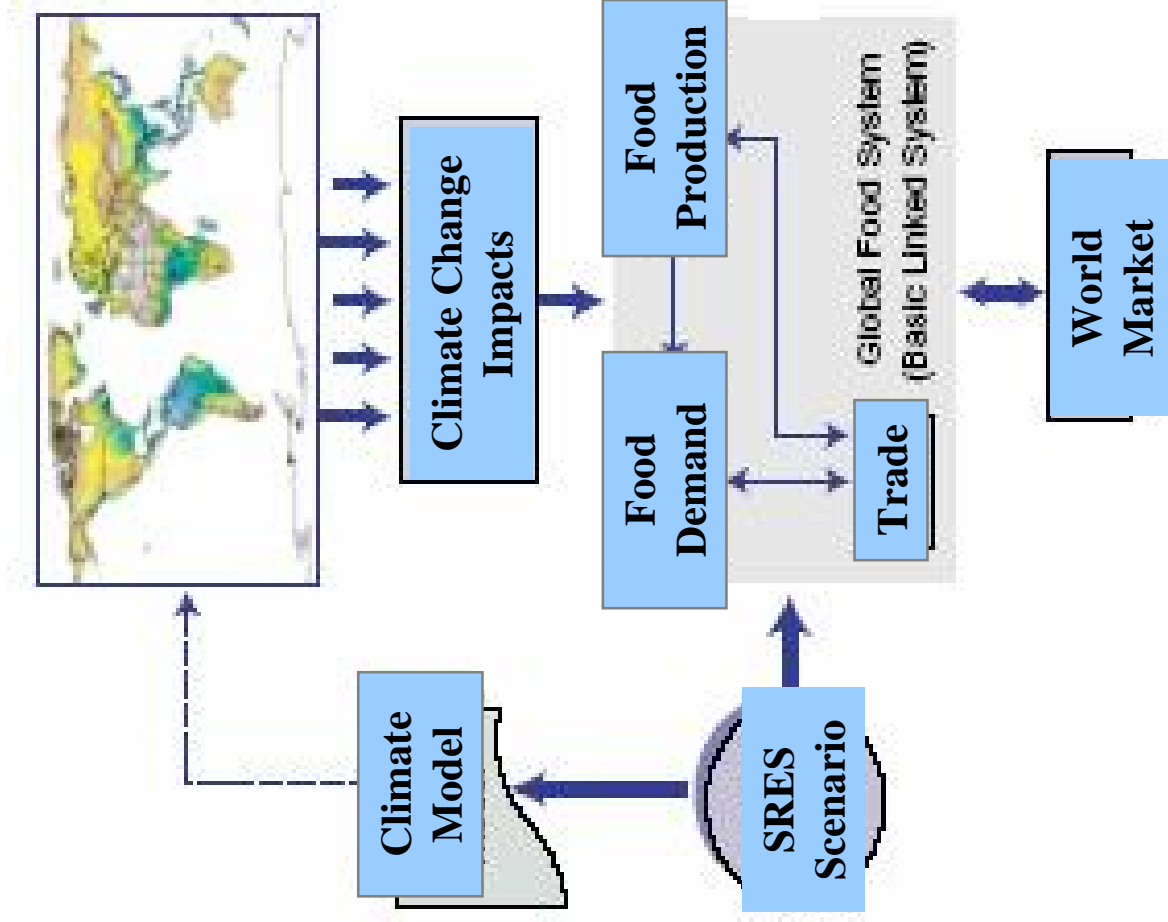 Climate
Model
SRES
Scenario
Climate Change
Impacts
Food
Demand
Food
Production
Trade
Global Food System
(Basic Linked System)
World
Market